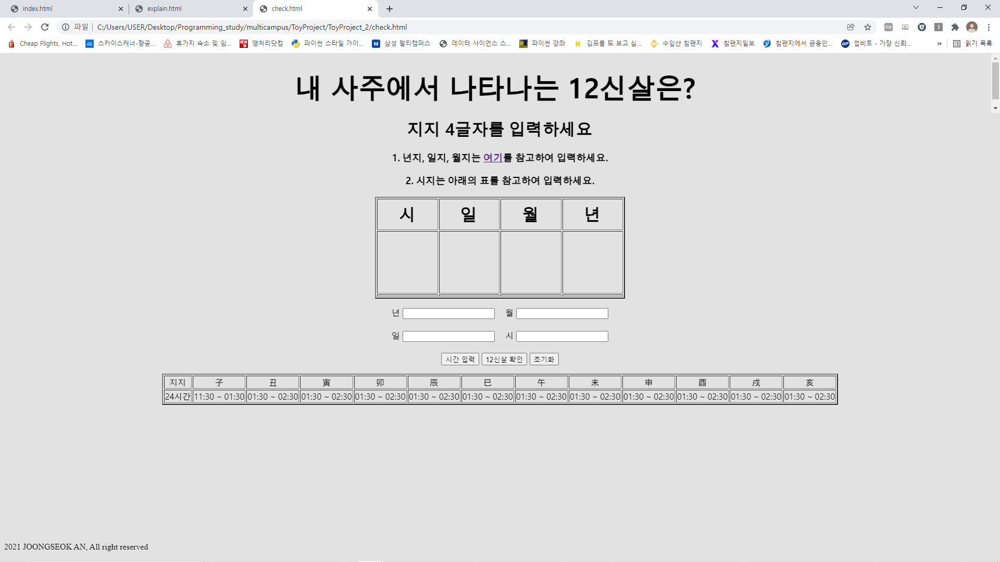 index.html
explain.html
check.html
파일
C:/Users/USER/Desktop/Programming_study/multicampus/ToyProject/ToyProject_2/check.html
Cheap Flights, Hot...
스카이스캐너-항공...
휴가지 숙소 및 임...
땡처리닷컴
파이썬 스타일 가이...
삼성 멀티캠퍼스
데이터 사이언스 스...
파이썬 강좌
김프를 또 보고 싶...
수입산 침팬지
침팬지일보
침팬지에서 금융인...
업비트 - 가장 신뢰...
»
읽기 목록
내 사주에서 나타나는 12신살은?
지지 4글자를 입력하세요
1. 년지, 일지, 월지는 여기를 참고하여 입력하세요.
2. 시지는 아래의 표를 참고하여 입력하세요.
시 일 월 년
년 월
일 시
시간 입력 12신살 확인 초기화
지지 子 丑 寅 卯 辰 巳 午 未 申 酉 戌 亥
24시간 11:30 ~ 01:30 01:30 ~ 02:30 01:30 ~ 02:30 01:30 ~ 02:30 01:30 ~ 02:30 01:30 ~ 02:30 01:30 ~ 02:30 01:30 ~ 02:30 01:30 ~ 02:30 01:30 ~ 02:30 01:30 ~ 02:30 01:30 ~ 02:30
2021 JOONGSEOK AN, All right reserved